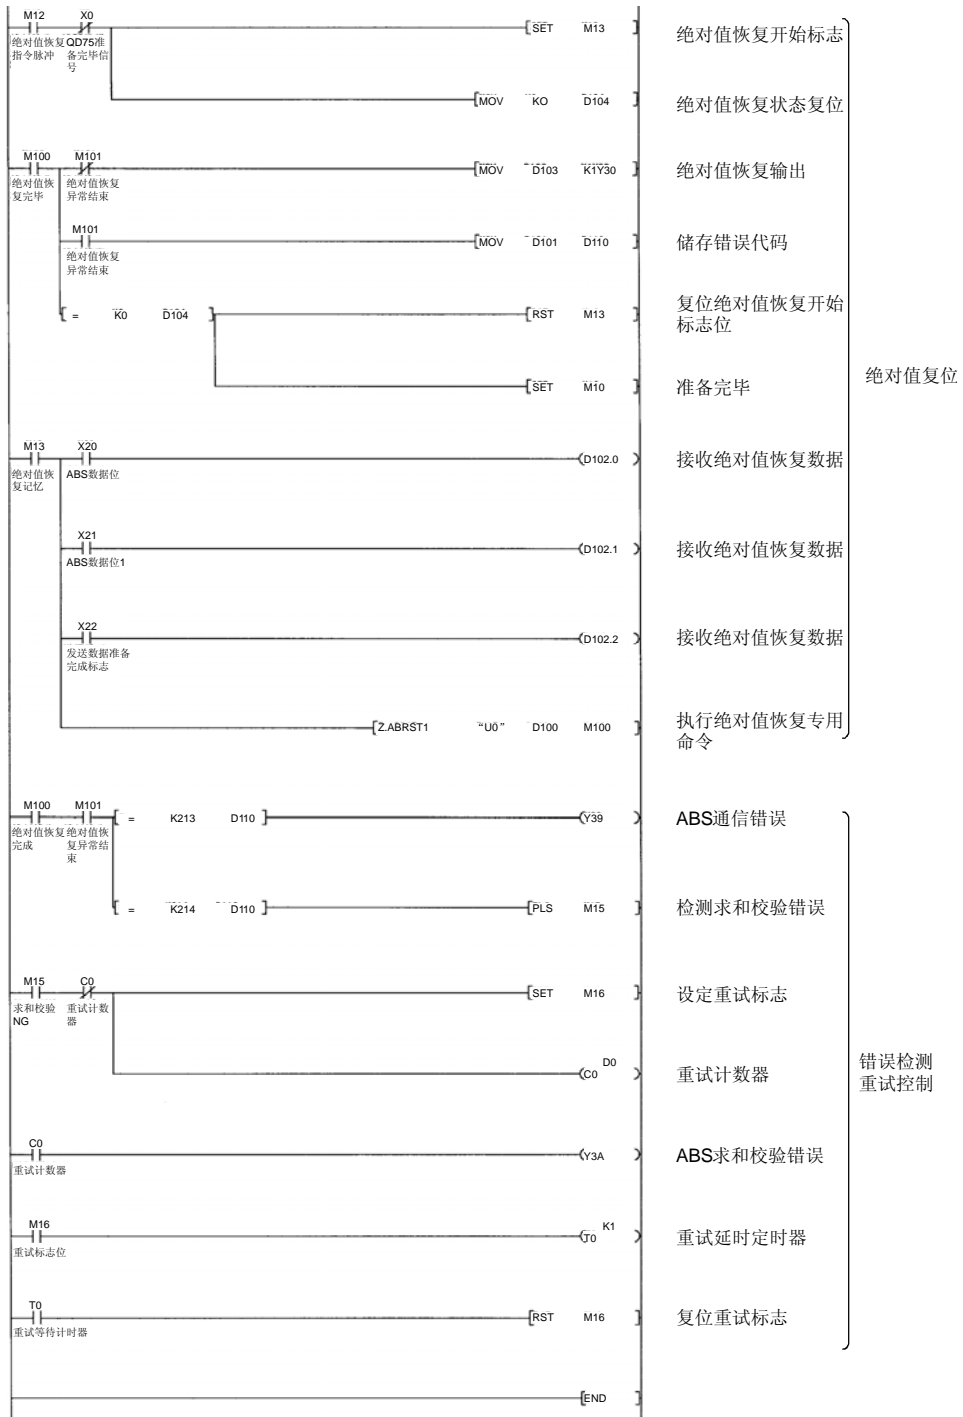 M12 X0 SET M13 绝对值恢复开始标志
绝对值恢复 QD75准
指令脉冲 备完毕信
号
MOV KO D104 绝对值恢复状态复位
M100 M101 MOV D103 K1Y30 绝对值恢复输出
绝对值恢 绝对值恢复
复完毕 异常结束
M101 MOV D101 D110 储存错误代码
绝对值恢复
异常结束
= K0 D104 RST M13 复位绝对值恢复开始
标志位
绝对值复位
SET M10 准备完毕
M13 X20 D102.0 接收绝对值恢复数据
绝对值恢 ABS数据位
复记忆
X21 D102.1 接收绝对值恢复数据
ABS数据位1
X22 D102.2 接收绝对值恢复数据
发送数据准备
完成标志
Z.ABRST1 “U0” D100 M100 执行绝对值恢复专用
命令
M100 M101 = K213 D110 Y39 ABS通信错误
绝对值恢复 绝对值恢
完成 复异常结
束
= K214 D110 PLS M15 检测求和校验错误
M15 C0 SET M16 设定重试标志
求和校验 重试计数
NG 器
D0
C0 重试计数器
错误检测
重试控制
C0 Y3A ABS求和校验错误
重试计数器
M16 K1
T0 重试延时定时器
重试标志位
T0 RST M16 复位重试标志
重试等待计时器
END